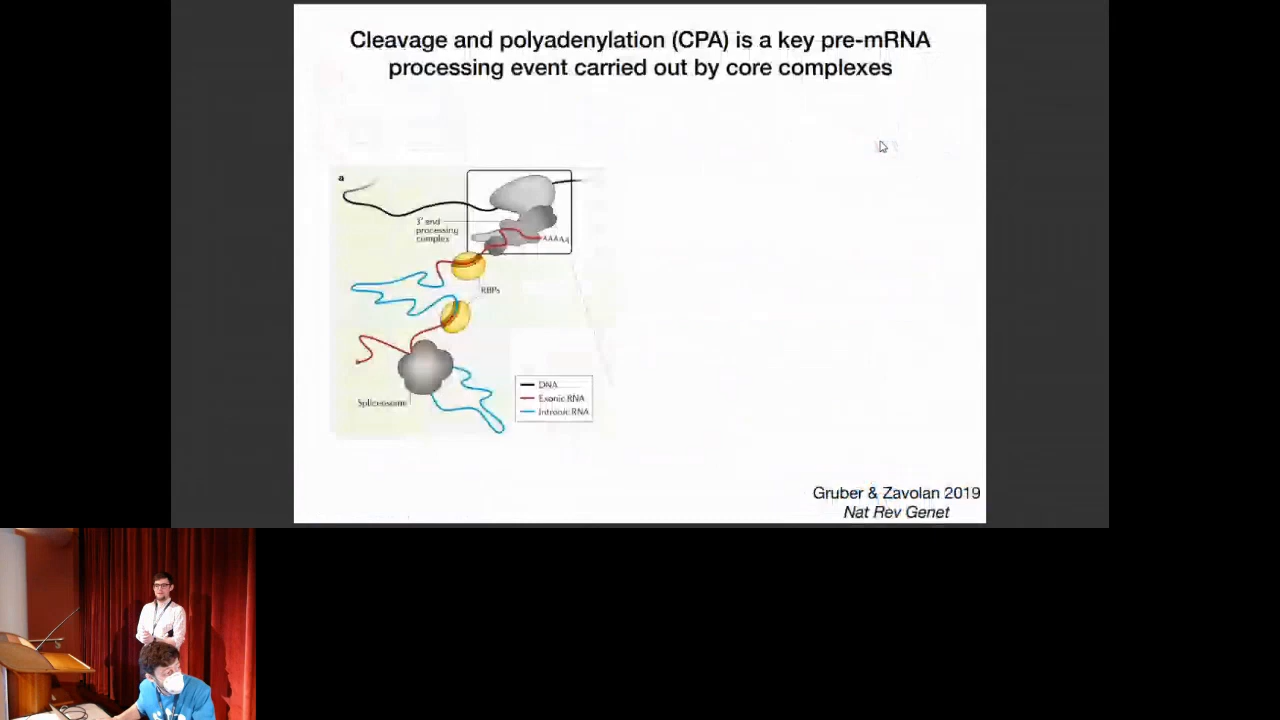 Cleavage and polyadenylation (CPA) is a key pre-mRNA
processing event carried out by core complexes
a
3′ end
processing
complex
AAAAA
RBPs
Spliceosome
DNA
Exonic RNA
Intronic RNA
Gruber & Zavolan 2019
Nat Rev Genet